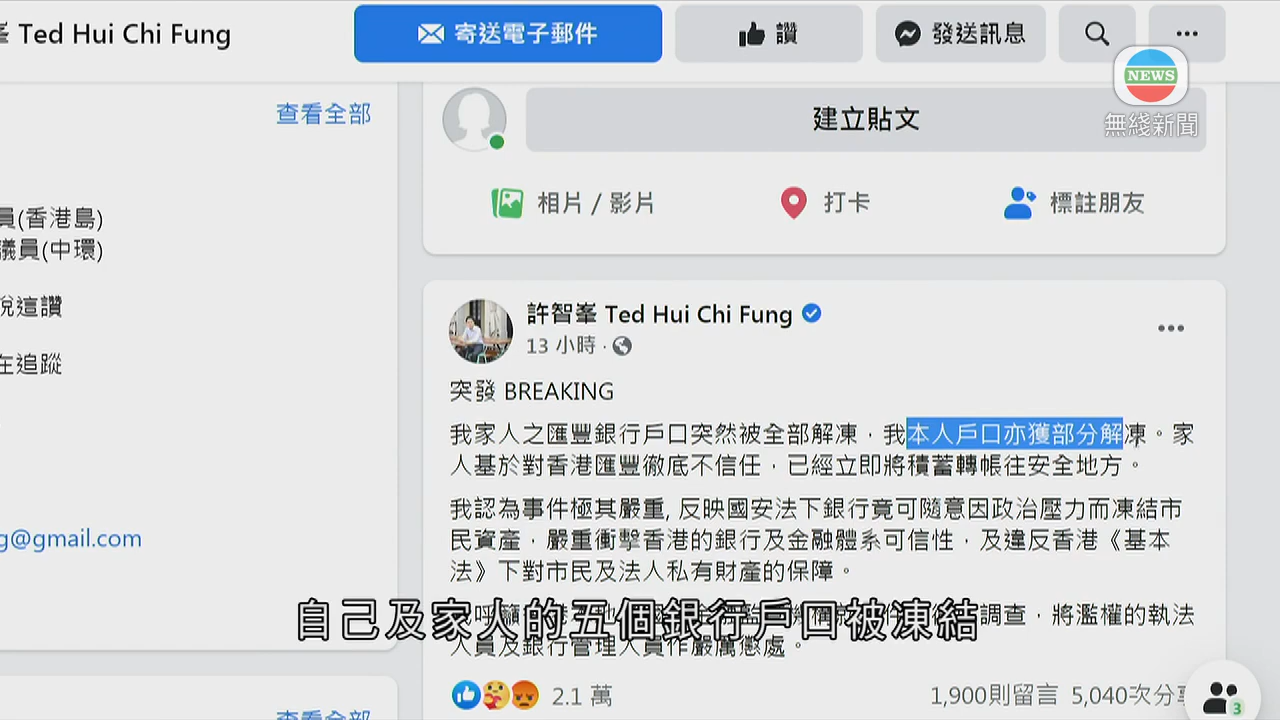 Ted Hui Chi Fung
寄送電子郵件
讚
發送訊息
NEWS
無綫新聞
查看全部
建立貼文
相片 / 影片
打卡
標註朋友
員(香港島)
議員(中環)
說這讚
在追蹤
g@gmail.com
查看全部
許智峯 Ted Hui Chi Fung
13 小時
突發 BREAKING
我家人之匯豐銀行戶口突然被全部解凍，我本人戶口亦獲部分解凍。家
人基於對香港匯豐徹底不信任，已經立即將積蓄轉帳往安全地方。
我認為事件極其嚴重, 反映國安法下銀行竟可隨意因政治壓力而凍結市
民資產，嚴重衝擊香港的銀行及金融體系可信性，及違反香港《基本
法》下對市民及法人私有財產的保障。
呼籲 調查，將濫權的執法
人員及銀行管理人員作嚴厲懲處。
自己及家人的五個銀行戶口被凍結
2.1 萬
1,900則留言 5,040次分享
3